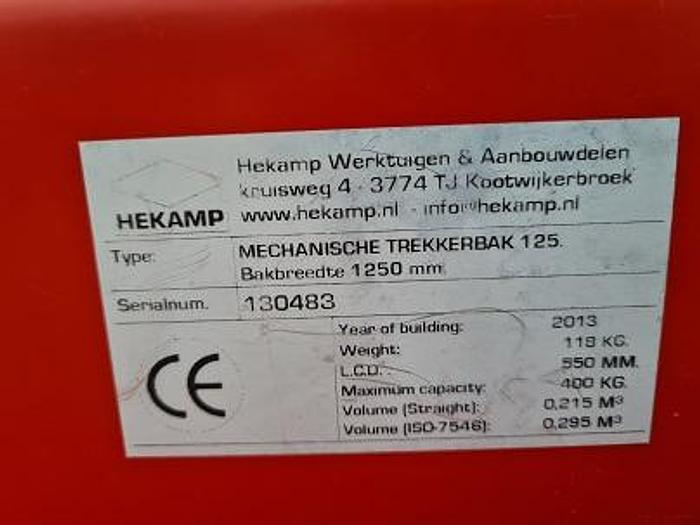 Hekamp Werktuigen & Aanbouwdelen
kruisweg 4 - 3774 TJ Kootwijkerbroek
HEKAMP www.hekamp.nl - info@hekamp.nl
Type: MECHANISCHE TREKKERBAK 125.
Bakbreedte 1250 mm.
Serialnum. 130483
CE
Year of building: 2013
Weight: 118 KG.
L.C.D.: 550 MM.
Maximum capacity: 400 KG.
Volume (Straight): 0,215 M³
Volume (ISO-7546): 0,295 M³